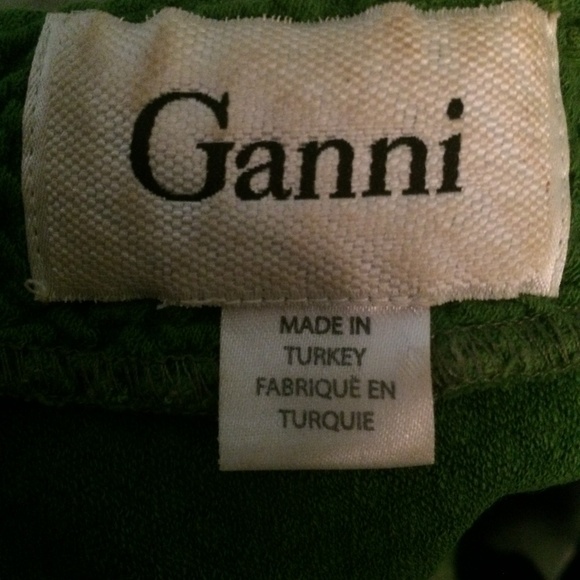 Ganni
MADE IN
TURKEY
FABRIQUÈ EN
TURQUIE